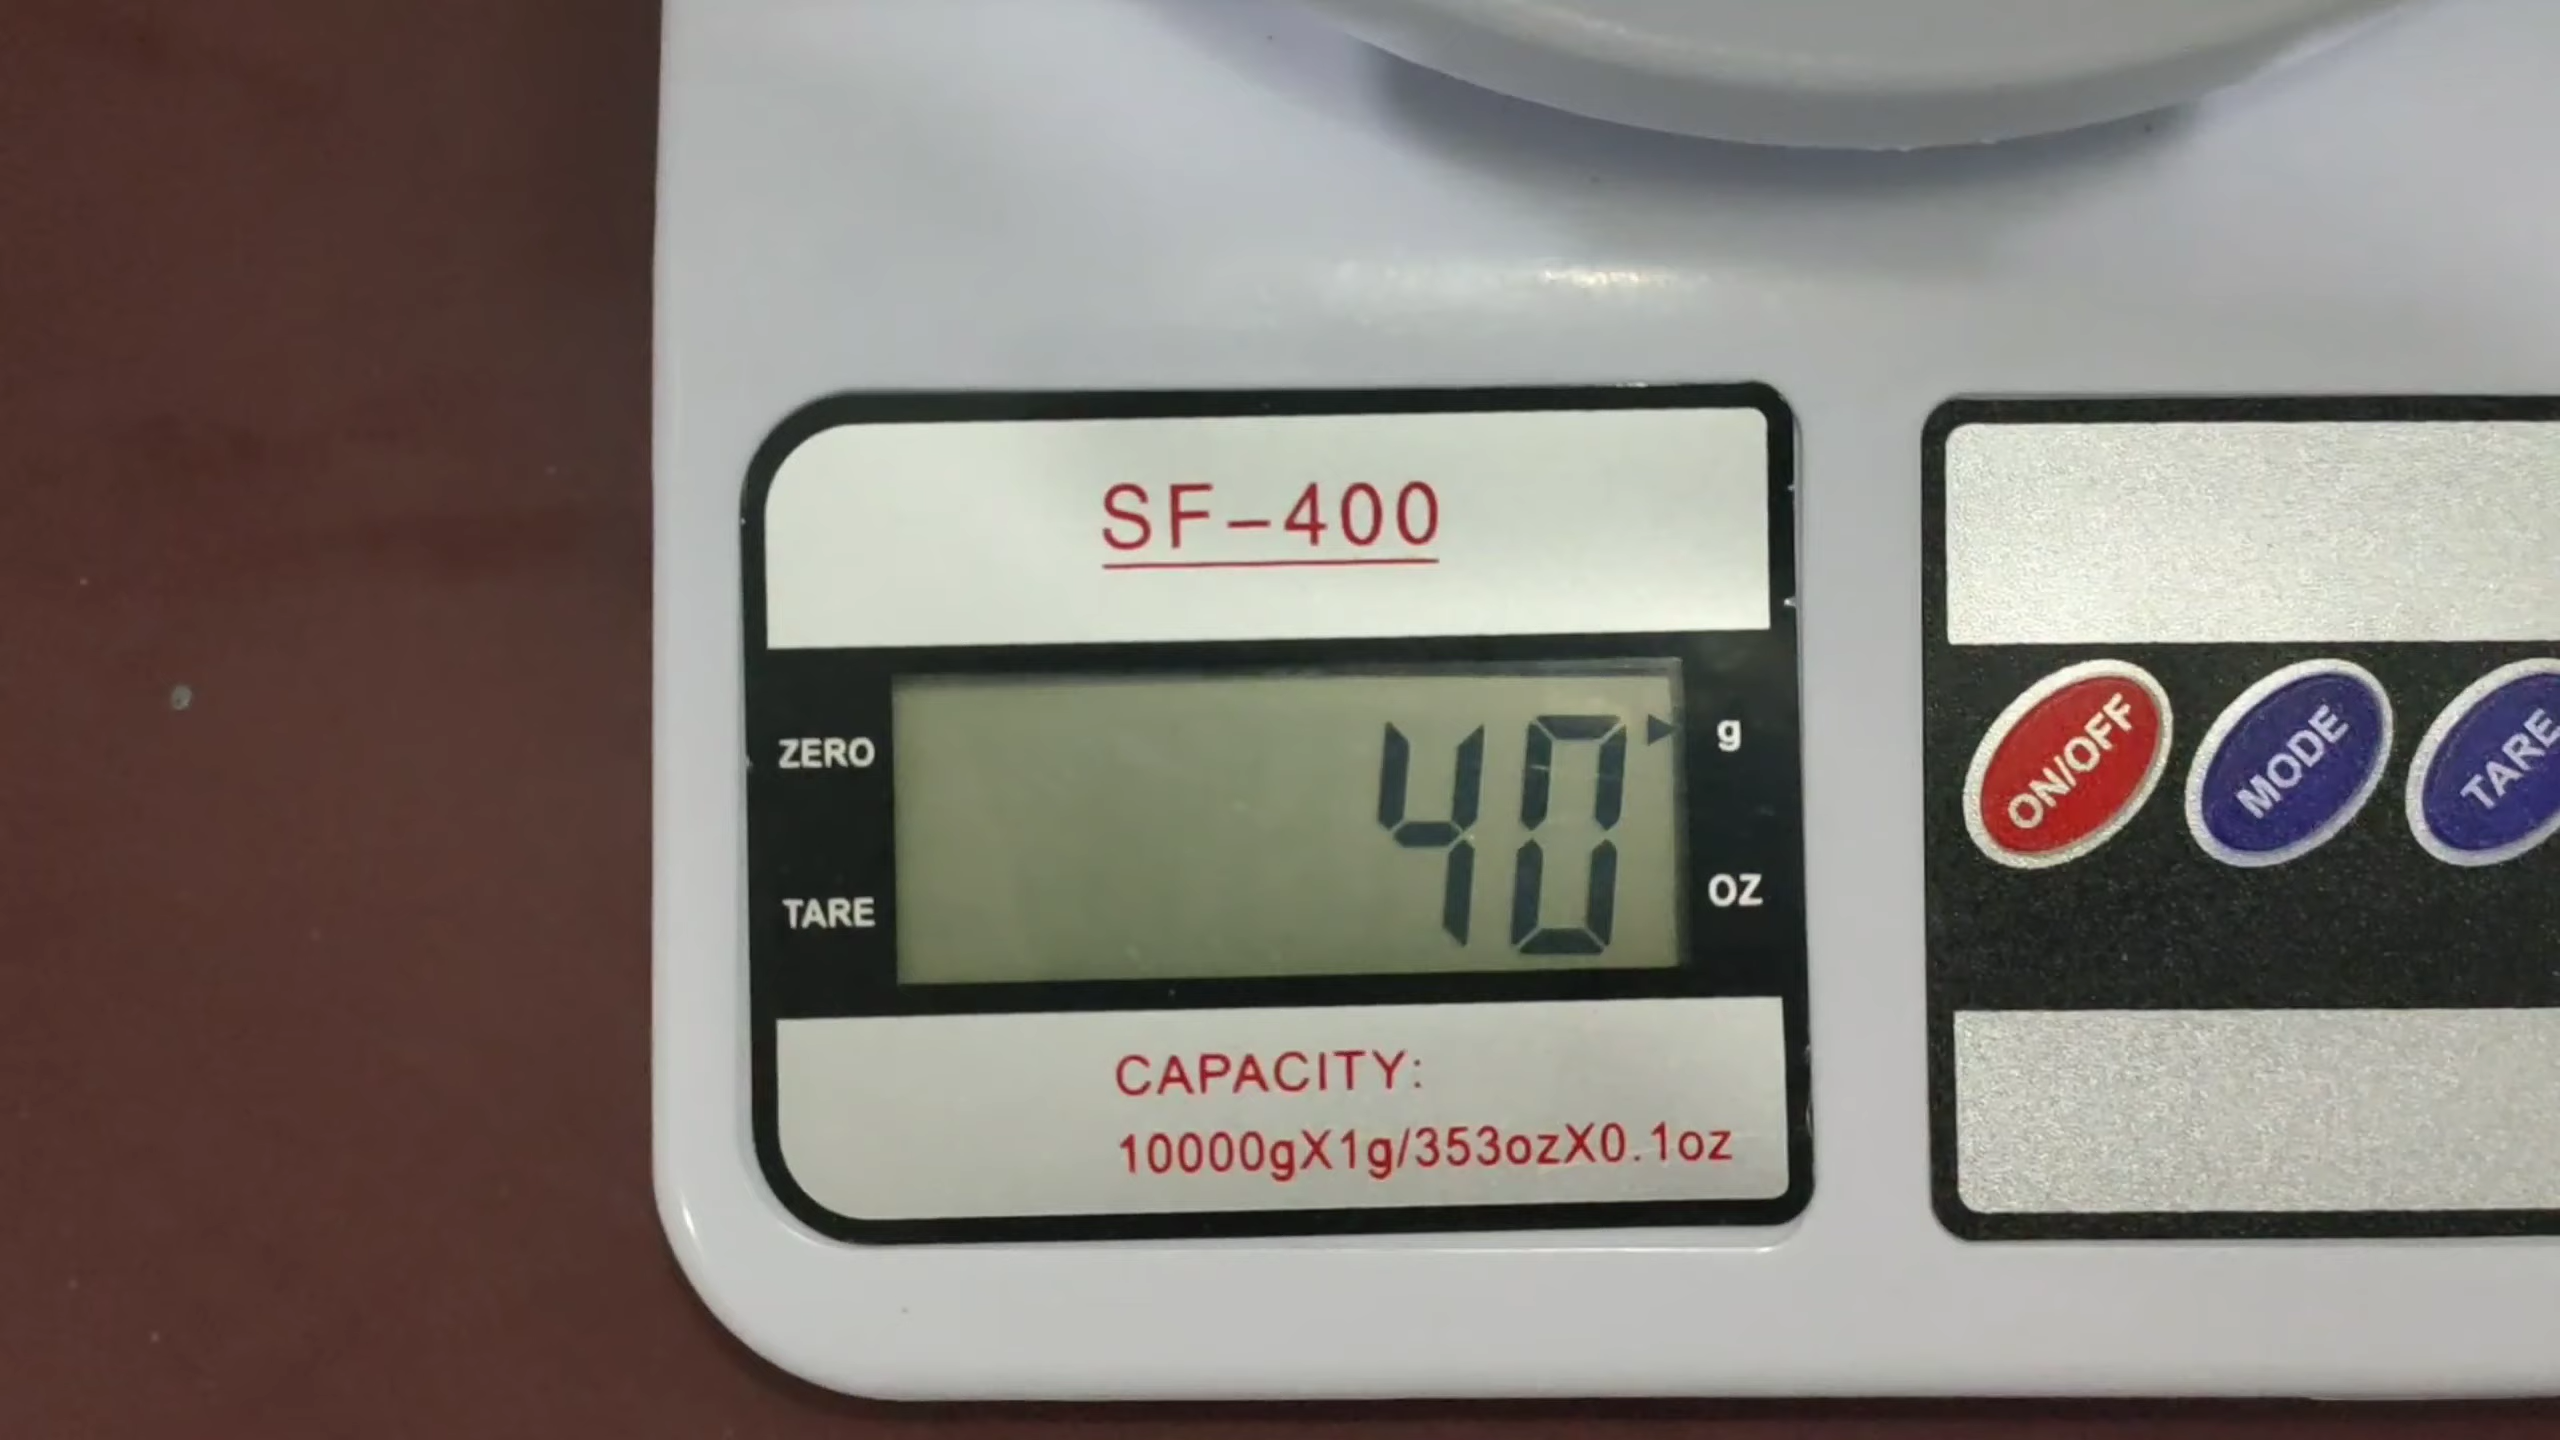 SF-400
ZERO
TARE
40
g
OZ
ON/OFF
MODE
TARE
CAPACITY:
10000gX1g/353ozX0.1oz